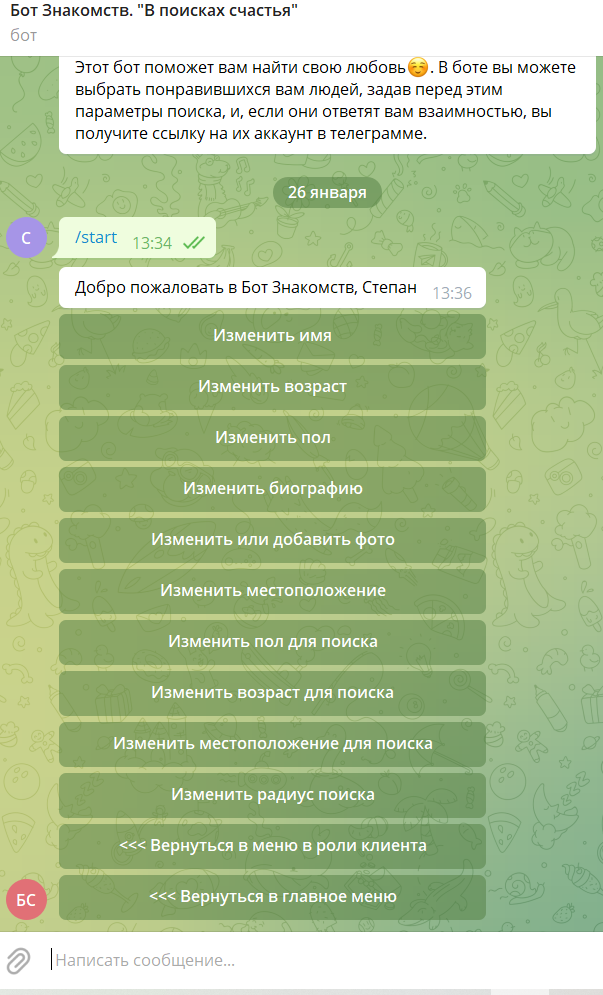 Бот Знакомств. "В поисках счастья"
бот
Этот бот поможет вам найти свою любовь☺️. В боте вы можете
выбрать понравившихся вам людей, задав перед этим
параметры поиска, и, если они ответят вам взаимностью, вы
получите ссылку на их аккаунт в телеграмме.
26 января
С
/start 13:34
Добро пожаловать в Бот Знакомств, Степан 13:36
Изменить имя
Изменить возраст
Изменить пол
Изменить биографию
Изменить или добавить фото
Изменить местоположение
Изменить пол для поиска
Изменить возраст для поиска
Изменить местоположение для поиска
Изменить радиус поиска
<<< Вернуться в меню в роли клиента
<<< Вернуться в главное меню
БС
Написать сообщение...